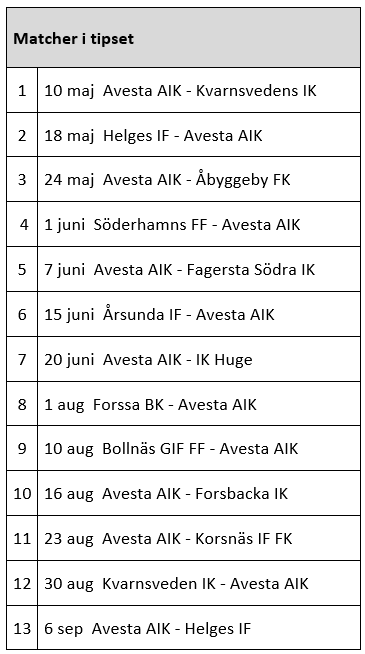 Matcher i tipset
1 10 maj Avesta AIK - Kvarnsvedens IK
2 18 maj Helges IF - Avesta AIK
3 24 maj Avesta AIK - Åbyggeby FK
4 1 juni Söderhamns FF - Avesta AIK
5 7 juni Avesta AIK - Fagersta Södra IK
6 15 juni Årsunda IF - Avesta AIK
7 20 juni Avesta AIK - IK Huge
8 1 aug Forssa BK - Avesta AIK
9 10 aug Bollnäs GIF FF - Avesta AIK
10 16 aug Avesta AIK - Forsbacka IK
11 23 aug Avesta AIK - Korsnäs IF FK
12 30 aug Kvarnsveden IK - Avesta AIK
13 6 sep Avesta AIK - Helges IF